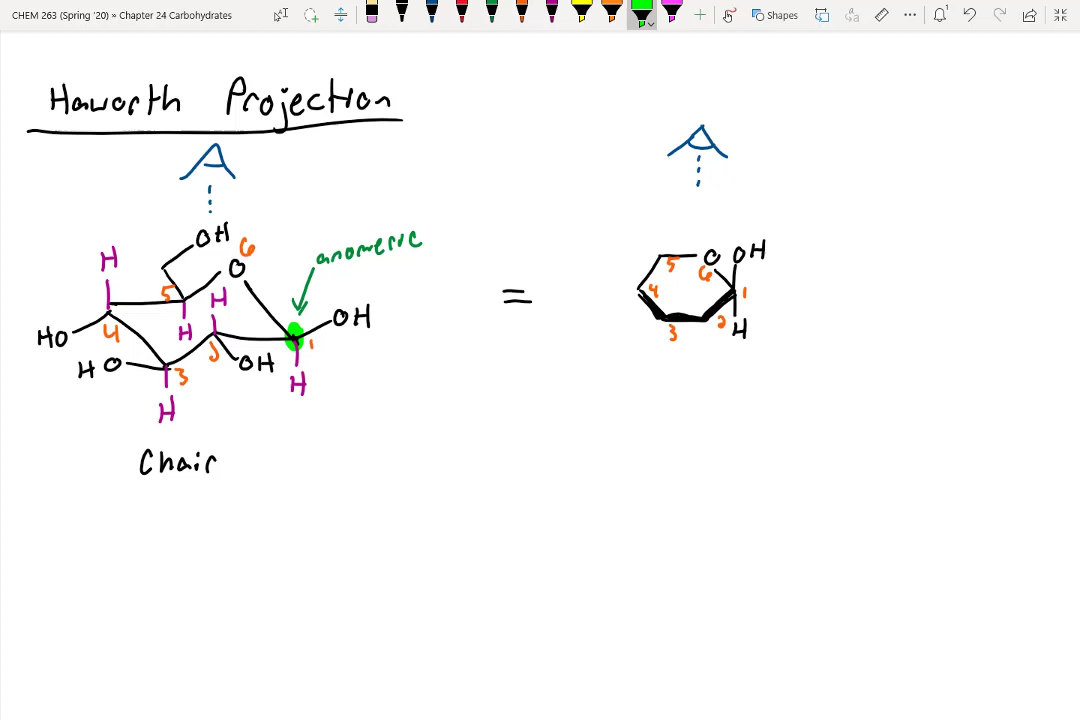 CHEM 263 (Spring '20) » Chapter 24 Carbohydrates
Shapes
1
Haworth Projection
OH
6
anomeric
H
O
5
H
H
OH
HO
4
H
1
2
OH
HO
3
H
H
Chair
=
O OH
5
6
4
1
2
3
H